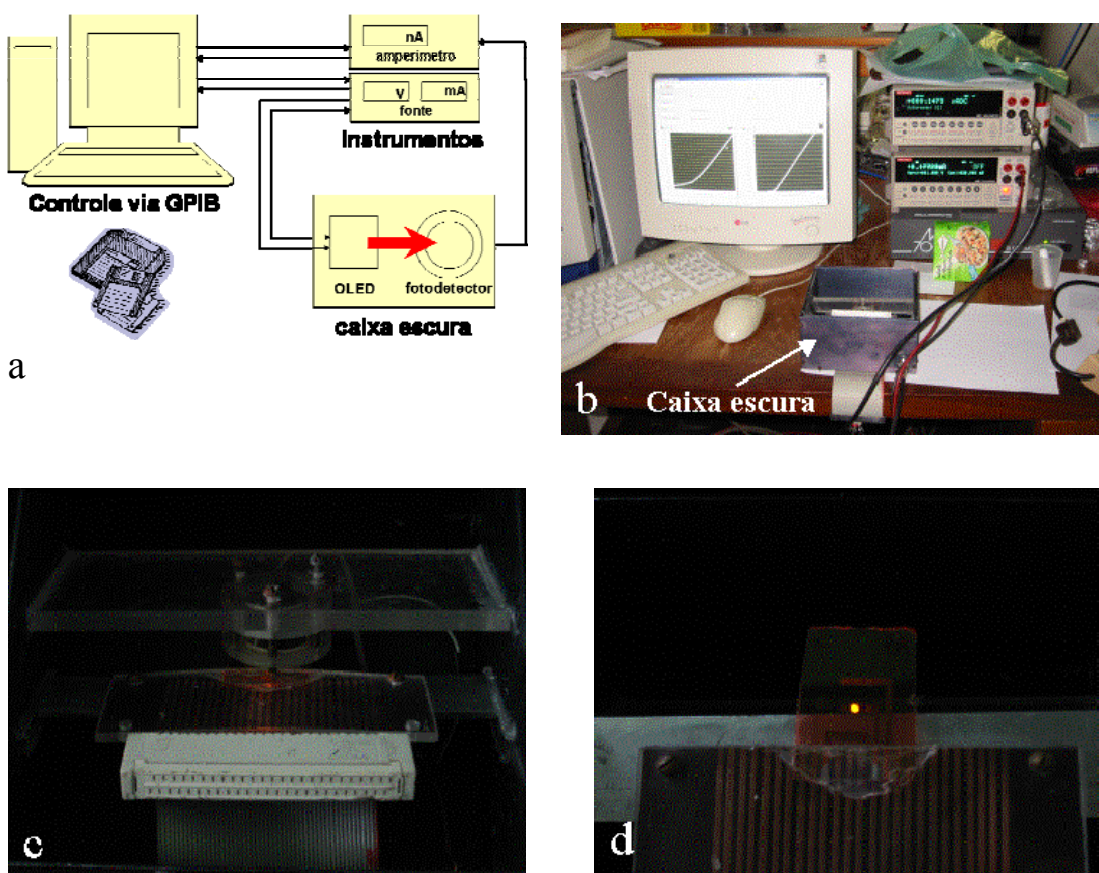 nA
amperimetro
V
mA
fonte
Instrumentos
Controle via GPIB
OLED
fotodetector
caixa escura
a
b
Caixa escura
c
d